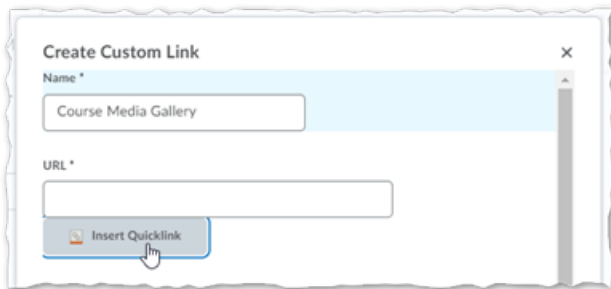 Create Custom Link
Name *
Course Media Gallery
URL *
Insert Quicklink